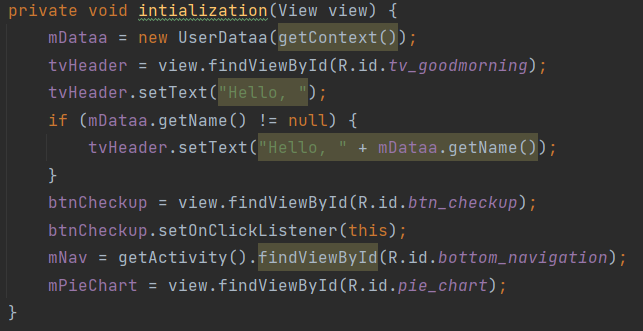 private void intialization(View view) {
    mDataa = new UserDataa(getContext());
    tvHeader = view.findViewById(R.id.tv_goodmorning);
    tvHeader.setText("Hello, ");
    if (mDataa.getName() != null) {
        tvHeader.setText("Hello, " + mDataa.getName());
    }
    btnCheckup = view.findViewById(R.id.btn_checkup);
    btnCheckup.setOnClickListener(this);
    mNav = getActivity().findViewById(R.id.bottom_navigation);
    mPieChart = view.findViewById(R.id.pie_chart);
}